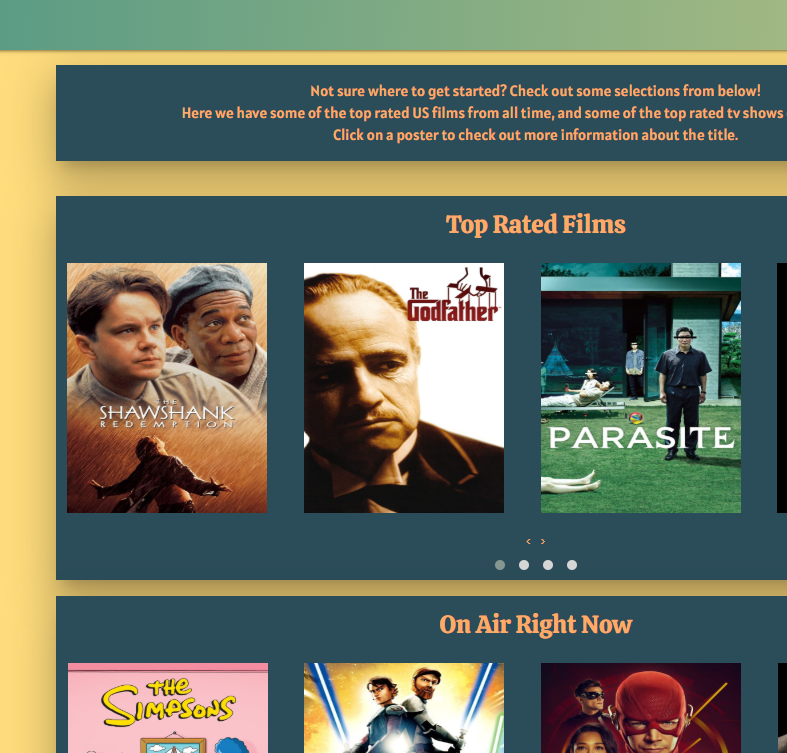 Not sure where to get started? Check out some selections from below!
Here we have some of the top rated US films from all time, and some of the top rated tv shows
Click on a poster to check out more information about the title.
Top Rated Films
THE
SHAWSHANK
REDEMPTION
The
Godfather
PARASITE
‹ ›
On Air Right Now
THE
SIMPSONS